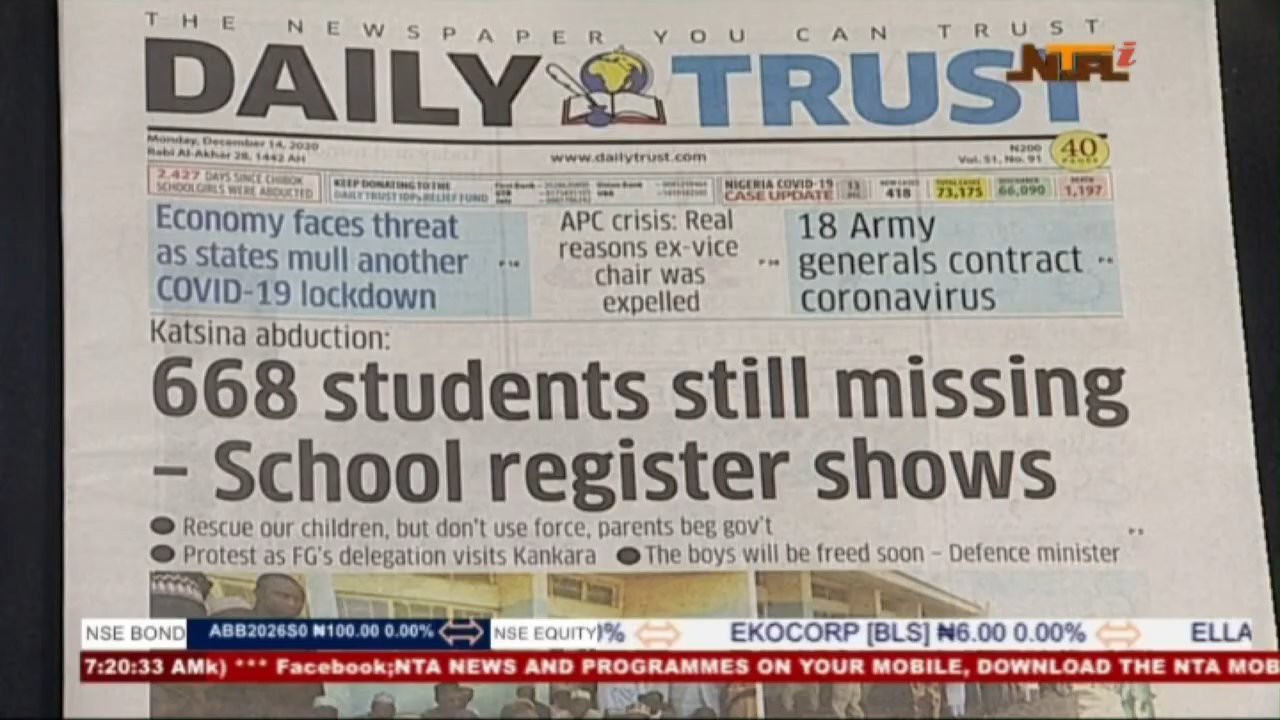 THE NEWSPAPER YOU CAN TRUST
DAILY TRUST
NTAi
Monday, December 14, 2020
Rabi Al-Akhar 28, 1442 AH
www.dailytrust.com
N200
Vol. 51, No. 91
40
PAGES
2,427 DAYS SINCE CHIBOK
SCHOOLGIRLS WERE ABDUCTED
KEEP DONATING TO THE
DAILY TRUST IDPs RELIEF FUND
NIGERIA COVID-19
CASE UPDATE
NEW CASES
418
TOTAL CASES
73,175
DISCHARGED
66,090
DEATH
1,197
Economy faces threat
as states mull another
COVID-19 lockdown
APC crisis: Real
reasons ex-vice
chair was
expelled
18 Army
generals contract
coronavirus
Katsina abduction:
668 students still missing
– School register shows
● Rescue our children, but don't use force, parents beg gov't
● Protest as FG's delegation visits Kankara ● The boys will be freed soon – Defence minister
NSE BOND ABB2026S0 ₦100.00 0.00% NSE EQUITY )% EKOCORP [BLS] ₦6.00 0.00% ELLA
7:20:33 AM k) *** Facebook;NTA NEWS AND PROGRAMMES ON YOUR MOBILE, DOWNLOAD THE NTA MOB